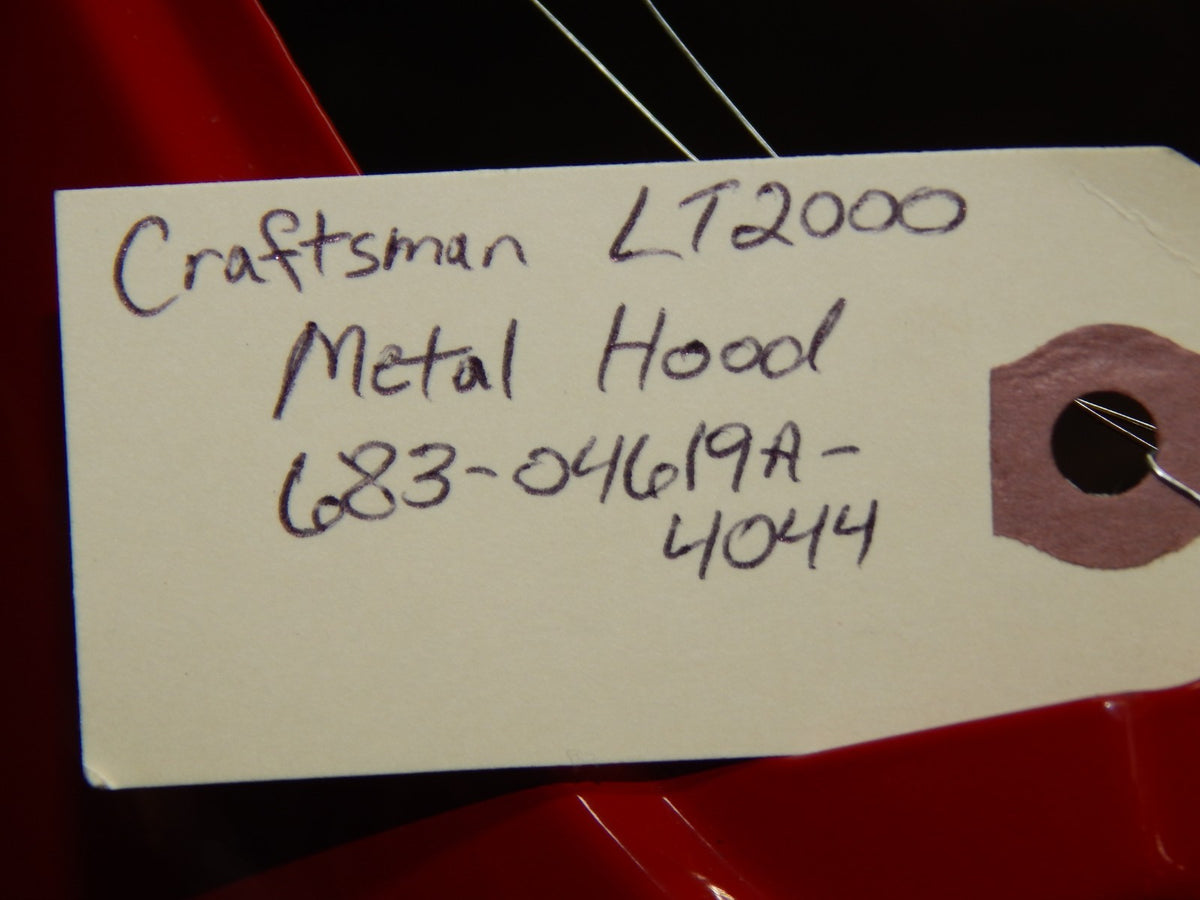 Craftsman LT2000
Metal Hood
683-04619A-
4044